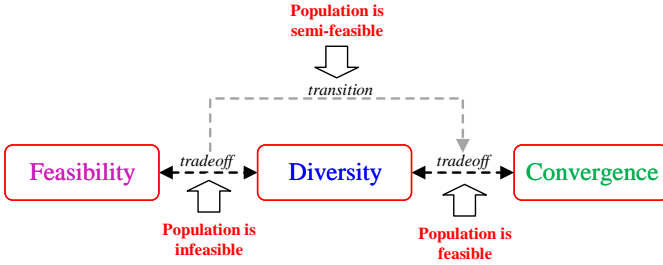 Population is
semi-feasible
transition
Feasibility
tradeoff
Diversity
tradeoff
Convergence
Population is
infeasible
Population is
feasible